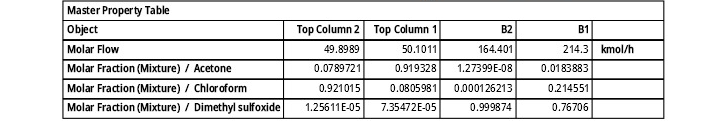 Master Property Table
Object Top Column 2 Top Column 1 B2 B1
Molar Flow 49.8989 50.1011 164.401 214.3 kmol/h
Molar Fraction (Mixture) / Acetone 0.0789721 0.919328 1.27399E-08 0.0183883
Molar Fraction (Mixture) / Chloroform 0.921015 0.0805981 0.000126213 0.214551
Molar Fraction (Mixture) / Dimethyl sulfoxide 1.25611E-05 7.35472E-05 0.999874 0.76706